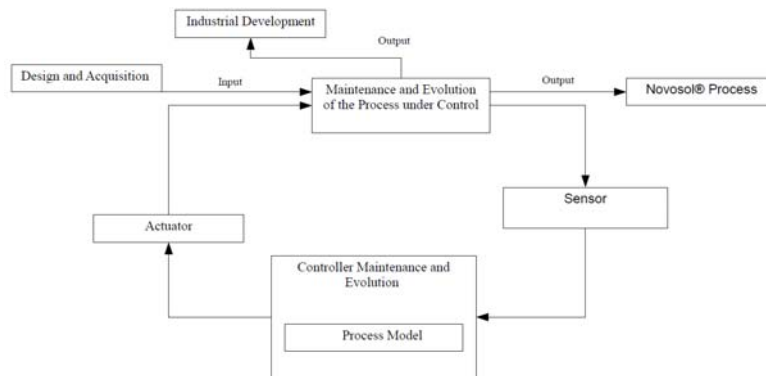 Industrial Development
Output
Design and Acquisition
Input
Maintenance and Evolution
of the Process under Control
Output
Novosol® Process
Sensor
Actuator
Controller Maintenance and
Evolution
Process Model